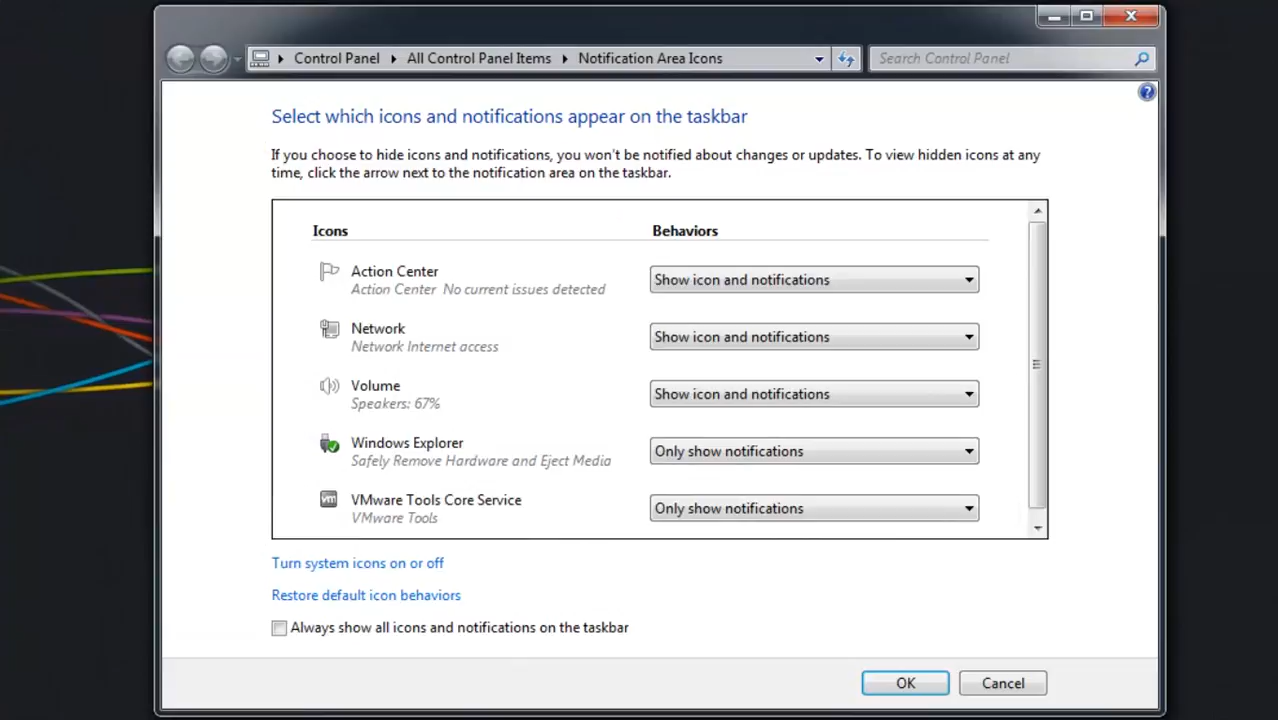 Control Panel All Control Panel Items Notification Area Icons Search Control Panel
Select which icons and notifications appear on the taskbar
If you choose to hide icons and notifications, you won't be notified about changes or updates. To view hidden icons at any
time, click the arrow next to the notification area on the taskbar.
Icons Behaviors
Action Center
Action Center No current issues detected
Show icon and notifications
Network
Network Internet access
Show icon and notifications
Volume
Speakers: 67%
Show icon and notifications
Windows Explorer
Safely Remove Hardware and Eject Media
Only show notifications
vm
VMware Tools Core Service
VMware Tools
Only show notifications
Turn system icons on or off
Restore default icon behaviors
Always show all icons and notifications on the taskbar
OK Cancel